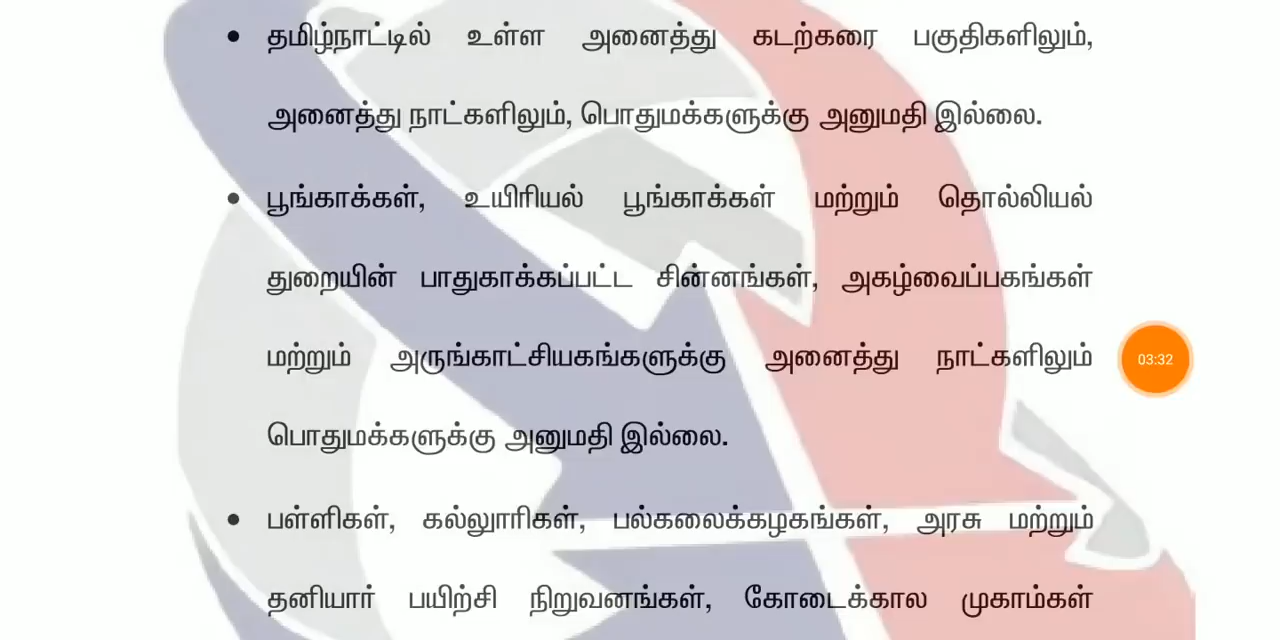 • தமிழ்நாட்டில் உள்ள அனைத்து கடற்கரை பகுதிகளிலும்,
அனைத்து நாட்களிலும், பொதுமக்களுக்கு அனுமதி இல்லை.
• பூங்காக்கள், உயிரியல் பூங்காக்கள் மற்றும் தொல்லியல்
துறையின் பாதுகாக்கப்பட்ட சின்னங்கள், அகழ்வைப்பகங்கள்
மற்றும் அருங்காட்சியகங்களுக்கு அனைத்து நாட்களிலும்
03:32
பொதுமக்களுக்கு அனுமதி இல்லை.
• பள்ளிகள், கல்லூரிகள், பல்கலைக்கழகங்கள், அரசு மற்றும்
தனியார் பயிற்சி நிறுவனங்கள், கோடைக்கால முகாம்கள்